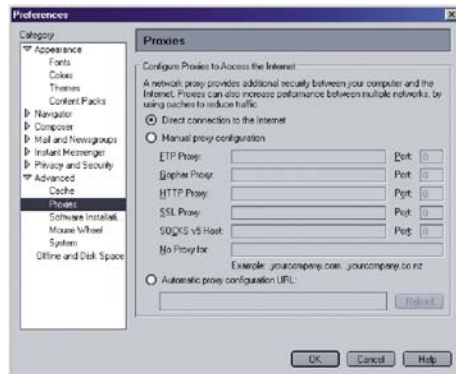 Preferences
Category
Appearance
Fonts
Colors
Themes
Content Packs
Navigator
Composer
Mail and Newsgroups
Instant Messenger
Privacy and Security
Advanced
Cache
Proxies
Software Installati..
Mouse Wheel
System
Offline and Disk Space
Proxies
Configure Proxies to Access the Internet
A network proxy provides additional security between your computer and the
Internet. Proxies can also increase performance between multiple networks, by
using caches to reduce traffic.
Direct connection to the Internet
Manual proxy configuration
FTP Proxy: Port: 0
Gopher Proxy: Port: 0
HTTP Proxy: Port: 0
SSL Proxy: Port: 0
SOCKS v5 Host: Port: 0
No Proxy for:
Example: .yourcompany.com, .yourcompany.co.nz
Automatic proxy configuration URL:
Reload
OK Cancel Help